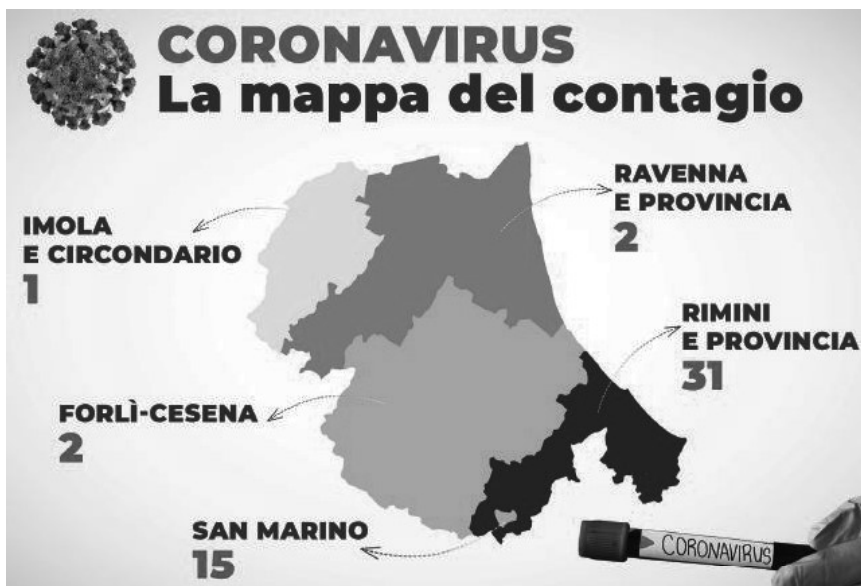 CORONAVIRUS
La mappa del contagio
RAVENNA
E PROVINCIA
2
IMOLA
E CIRCONDARIO
1
RIMINI
E PROVINCIA
31
FORLÌ-CESENA
2
SAN MARINO
15
CORONAVIRUS